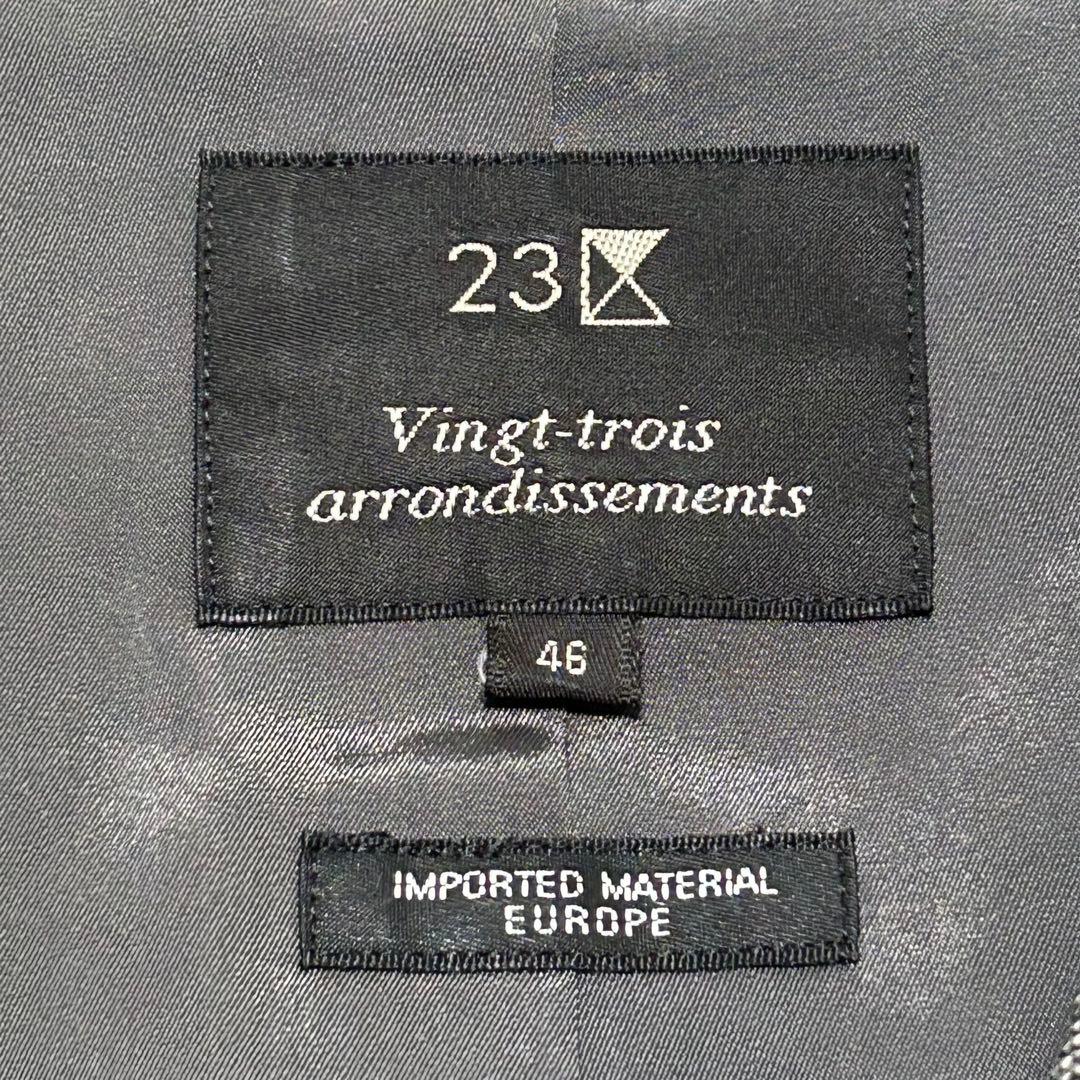 23
Vingt-trois
arrondissements
46
IMPORTED MATERIAL
EUROPE